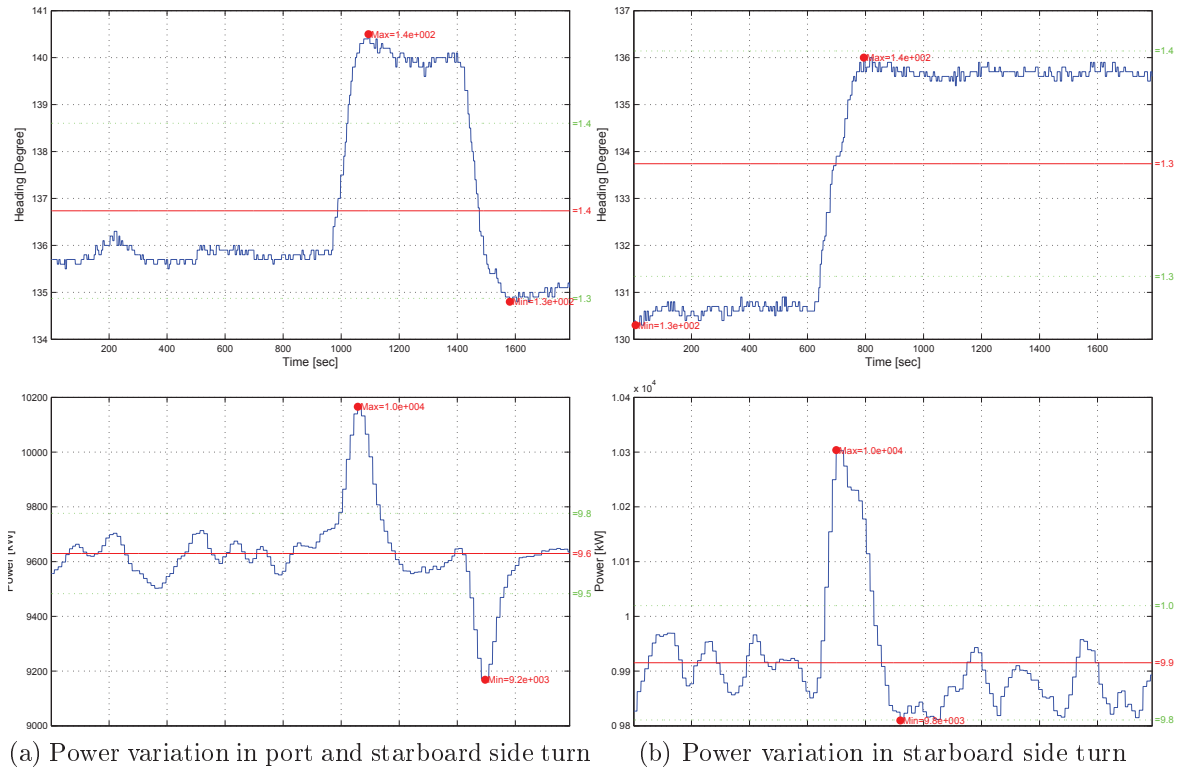 141
140
139
138
137
136
135
134
Heading [Degree]
Max=1.4e+002
=1.4
=1.4
=1.3
Min=1.3e+002
200 400 600 800 1000 1200 1400 1600
Time [sec]
137
136
135
134
133
132
131
130
Heading [Degree]
=1.4
Max=1.4e+002
=1.3
=1.3
Min=1.3e+002
200 400 600 800 1000 1200 1400 1600
Time [sec]
10200
10000
9800
9600
9400
9200
9000
Power [kW]
Max=1.0e+004
=9.8
=9.6
=9.5
Min=9.2e+003
x 10⁴
1.04
1.03
1.02
1.01
1
0.99
0.98
Power [kW]
Max=1.0e+004
=1.0
=9.9
=9.8
Min=9.8e+003
(a) Power variation in port and starboard side turn
(b) Power variation in starboard side turn